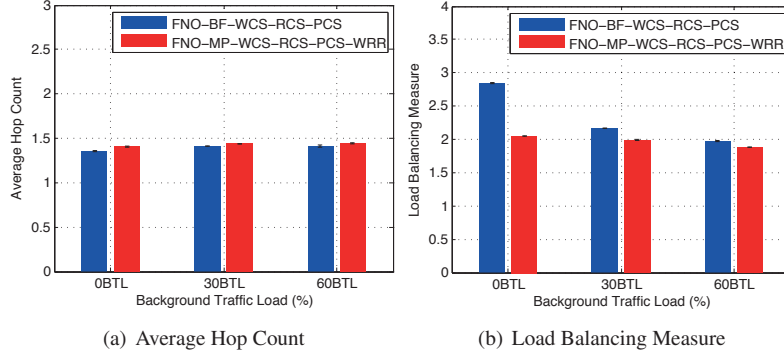 3
2.5
2
1.5
1
0.5
0
Average Hop Count
FNO−BF−WCS−RCS−PCS
FNO−MP−WCS−RCS−PCS−WRR
0BTL
30BTL
60BTL
Background Traffic Load (%)
(a) Average Hop Count
4
3.5
3
2.5
2
1.5
1
0.5
0
Load Balancing Measure
FNO−BF−WCS−RCS−PCS
FNO−MP−WCS−RCS−PCS−WRR
0BTL
30BTL
60BTL
Background Traffic Load (%)
(b) Load Balancing Measure